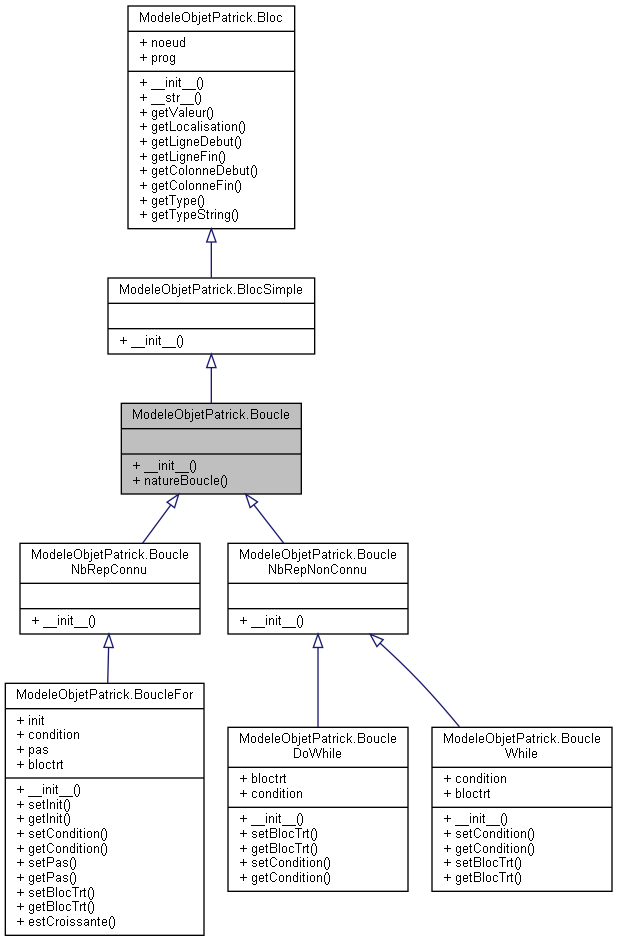 ModeleObjetPatrick.Bloc
+ noeud
+ prog
+ __init__()
+ __str__()
+ getValeur()
+ getLocalisation()
+ getLigneDebut()
+ getLigneFin()
+ getColonneDebut()
+ getColonneFin()
+ getType()
+ getTypeString()
ModeleObjetPatrick.BlocSimple
+ __init__()
ModeleObjetPatrick.Boucle
+ __init__()
+ natureBoucle()
ModeleObjetPatrick.Boucle
NbRepConnu
+ __init__()
ModeleObjetPatrick.Boucle
NbRepNonConnu
+ __init__()
ModeleObjetPatrick.BoucleFor
+ init
+ condition
+ pas
+ bloctrt
+ __init__()
+ setInit()
+ getInit()
+ setCondition()
+ getCondition()
+ setPas()
+ getPas()
+ setBlocTrt()
+ getBlocTrt()
+ estCroissante()
ModeleObjetPatrick.Boucle
DoWhile
+ bloctrt
+ condition
+ __init__()
+ setBlocTrt()
+ getBlocTrt()
+ setCondition()
+ getCondition()
ModeleObjetPatrick.Boucle
While
+ condition
+ bloctrt
+ __init__()
+ setCondition()
+ getCondition()
+ setBlocTrt()
+ getBlocTrt()